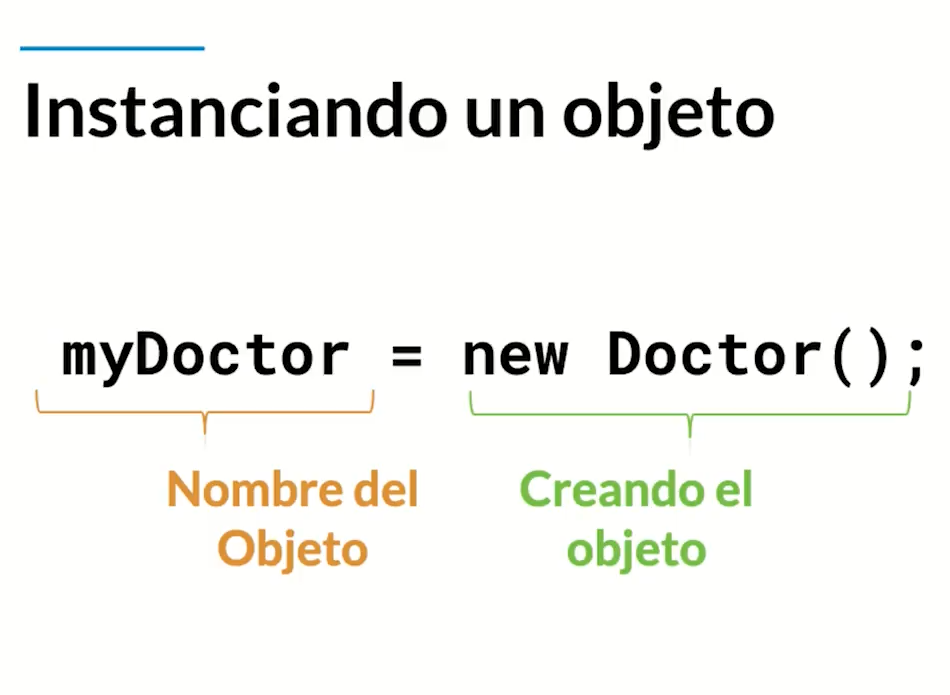 Instanciando un objeto
myDoctor = new Doctor();
Nombre del
Objeto
Creando el
objeto